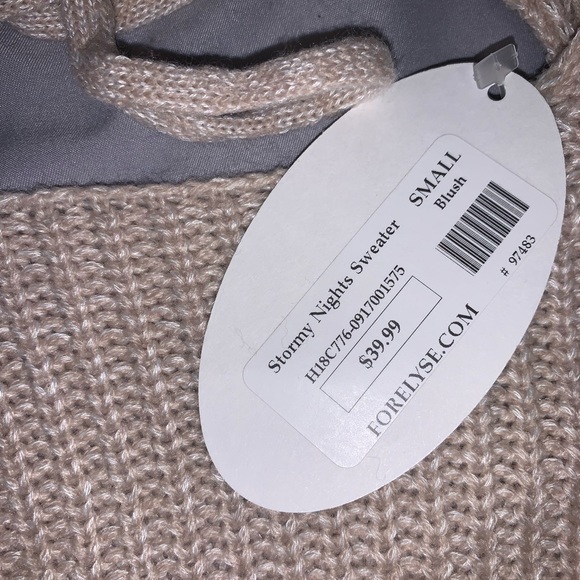 SMALL
Blush
Stormy Nights Sweater
H18C776-0917001575
$39.99
# 97483
FORELYSE.COM